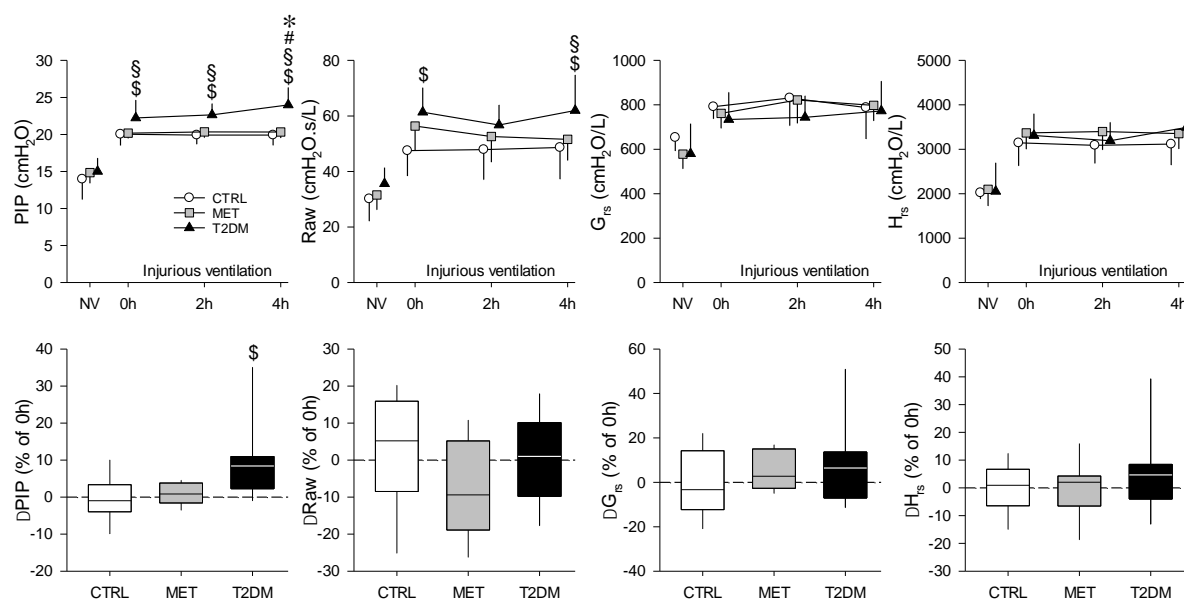 *
#
§
§ § §
$ $ $
30
25
20
15
10
5
0
PIP (cmH2O)
CTRL
MET
T2DM
Injurious ventilation
NV 0h 2h 4h
§
$ $
80
60
40
20
0
Raw (cmH2O.s/L)
Injurious ventilation
NV 0h 2h 4h
1000
800
600
400
200
0
Grs (cmH2O/L)
Injurious ventilation
NV 0h 2h 4h
5000
4000
3000
2000
1000
0
Hrs (cmH2O/L)
Injurious ventilation
NV 0h 2h 4h
$
40
30
20
10
0
-10
-20
DPIP (% of 0h)
CTRL MET T2DM
30
20
10
0
-10
-20
-30
DRaw (% of 0h)
CTRL MET T2DM
60
40
20
0
-20
-40
DGrs (% of 0h)
CTRL MET T2DM
50
40
30
20
10
0
-10
-20
-30
DHrs (% of 0h)
CTRL MET T2DM